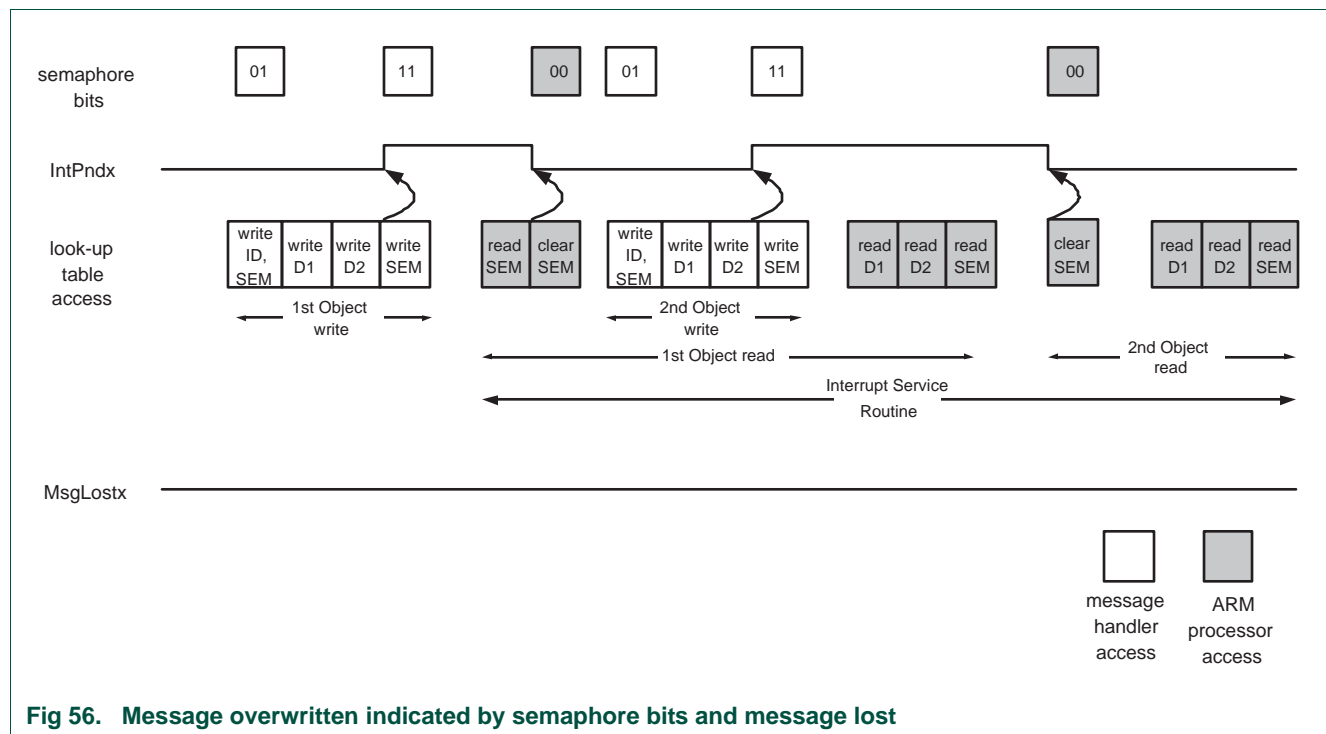 semaphore
bits
01
11
00
01
11
00
IntPndx
look-up
table
access
write
ID,
SEM
write
D1
write
D2
write
SEM
read
SEM
clear
SEM
write
ID,
SEM
write
D1
write
D2
write
SEM
read
D1
read
D2
read
SEM
clear
SEM
read
D1
read
D2
read
SEM
1st Object
write
2nd Object
write
1st Object read
2nd Object
read
Interrupt Service
Routine
MsgLostx
message
handler
access
ARM
processor
access
Fig 56. Message overwritten indicated by semaphore bits and message lost